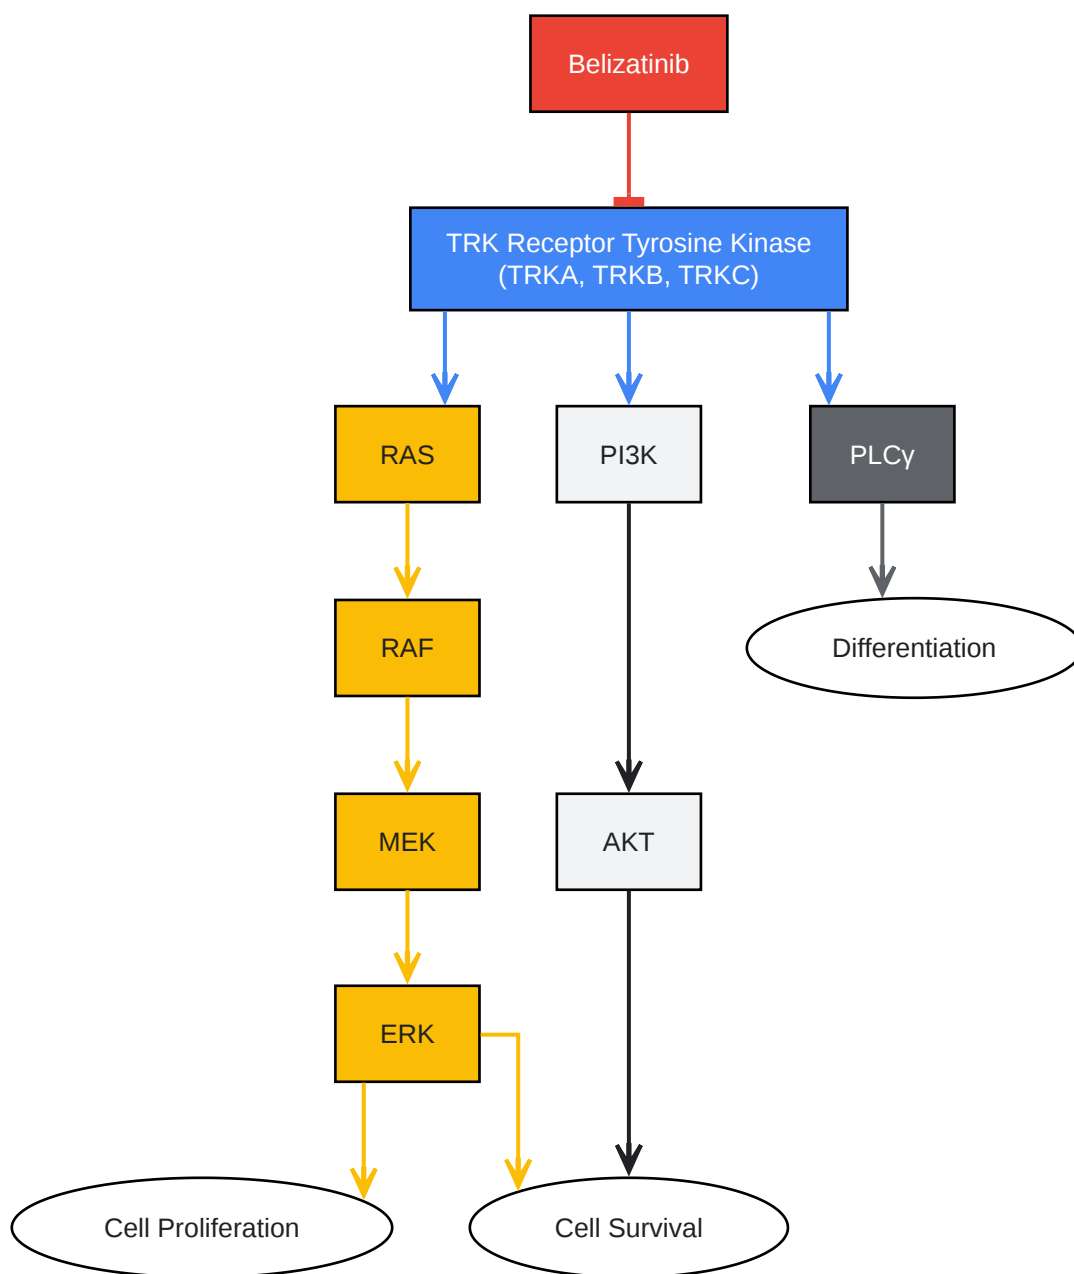 Belizatinib
TRK Receptor Tyrosine Kinase
(TRKA, TRKB, TRKC)
RAS
PI3K
PLCγ
RAF
Differentiation
MEK
AKT
ERK
Cell Proliferation
Cell Survival